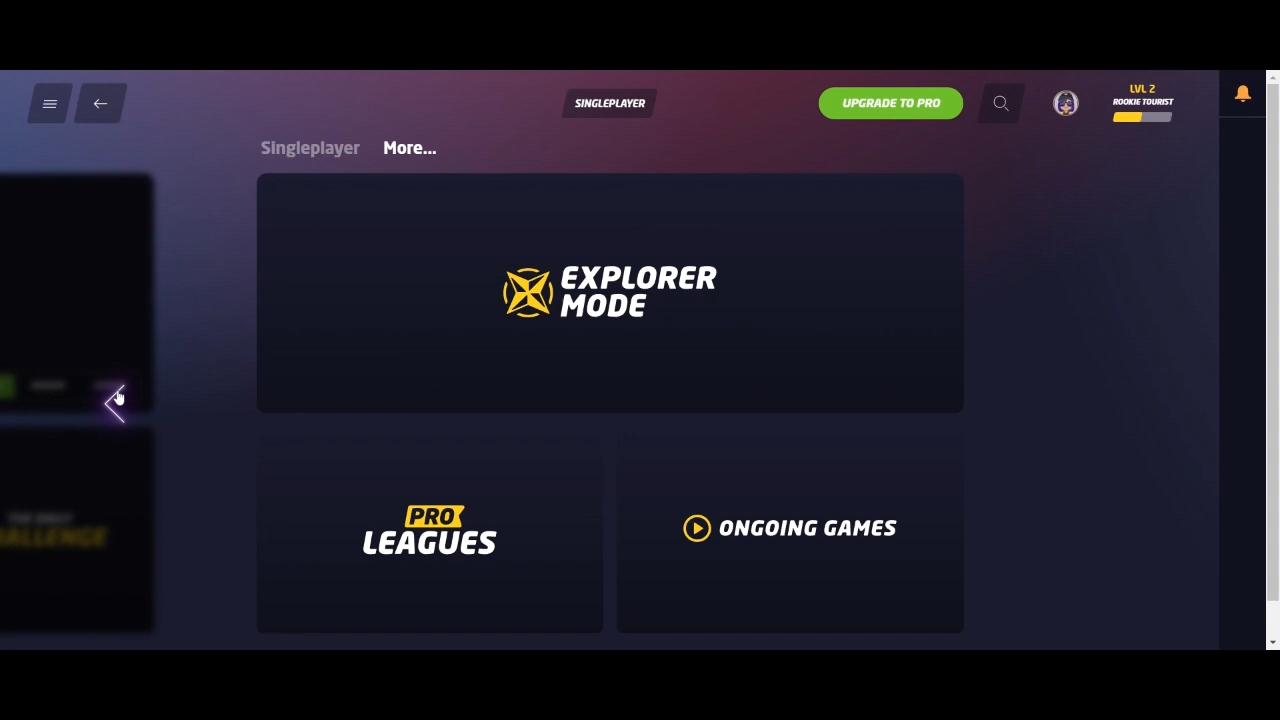 SINGLEPLAYER
UPGRADE TO PRO
LVL 2
ROOKIE TOURIST
Singleplayer
More...
EXPLORER
MODE
PRO
LEAGUES
ONGOING GAMES